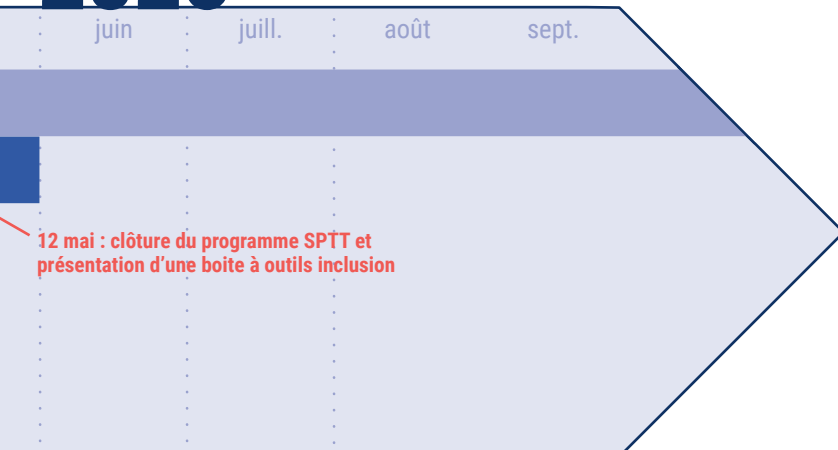 juin juill. août sept.
12 mai : clôture du programme SPTT et
présentation d’une boite à outils inclusion